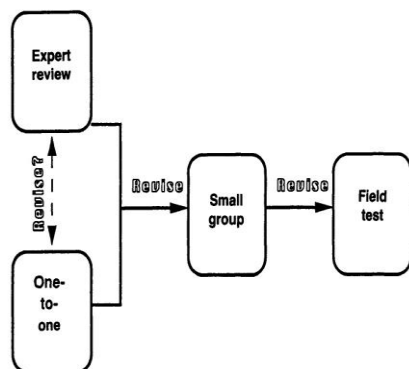 Expert
review
Revise?
Revise
Revise
Small
group
Field
test
One-
to-
one